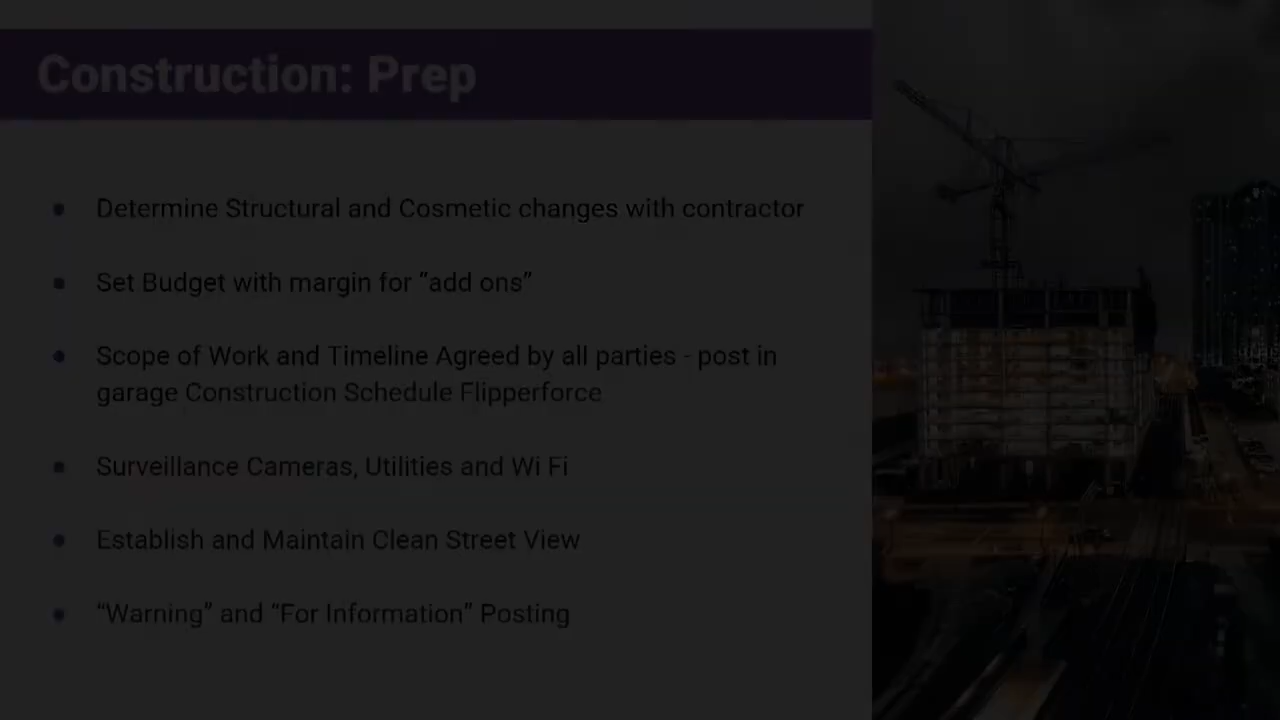 Construction: Prep
Determine Structural and Cosmetic changes with contractor
Set Budget with margin for “add ons”
Scope of Work and Timeline Agreed by all parties - post in
garage Construction Schedule Flipperforce
Surveillance Cameras, Utilities and Wi Fi
Establish and Maintain Clean Street View
“Warning” and “For Information” Posting